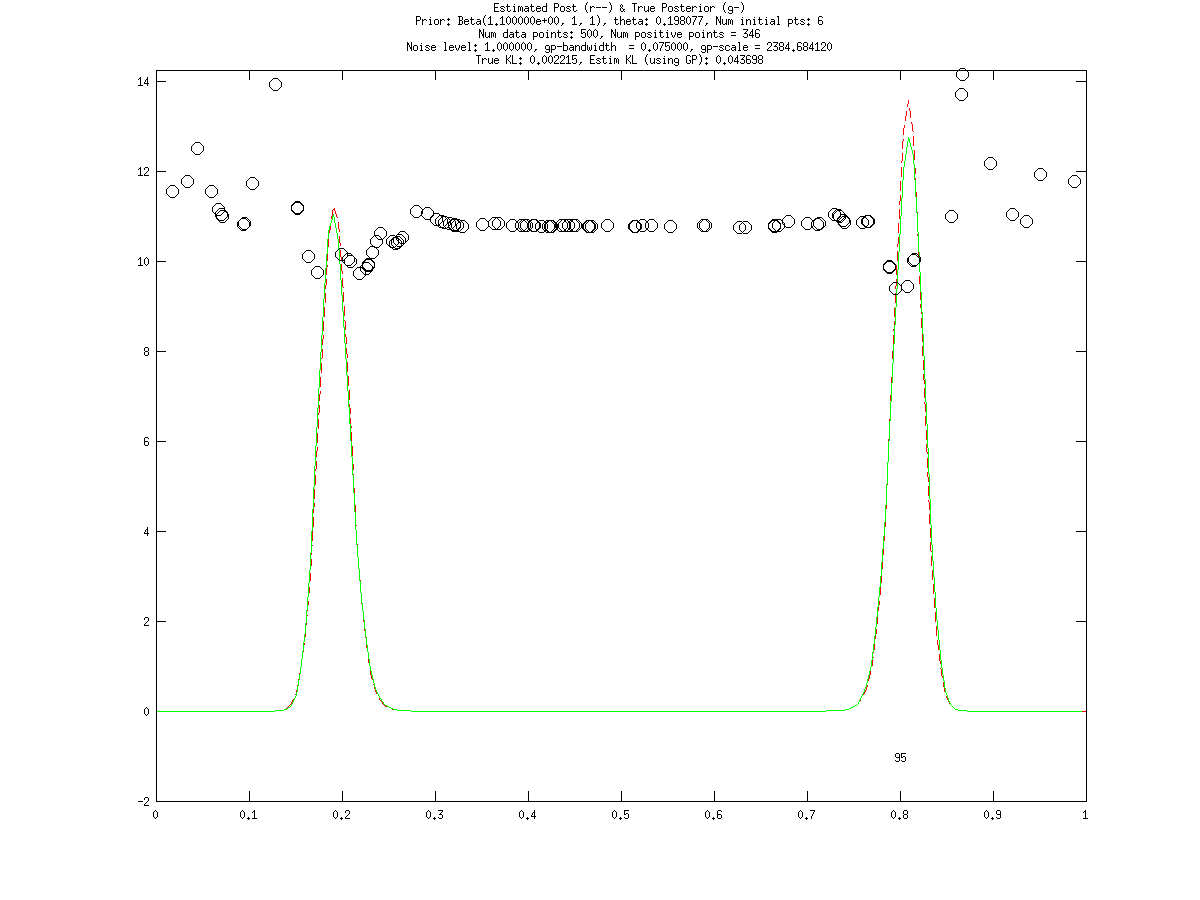 Estimated Post (r--) & True Posterior (g-)
Prior: Beta(1.100000e+00, 1, 1), theta: 0.198077, Num initial pts: 6
Num data points: 500, Num positive points = 346
Noise level: 1.000000, gp-bandwidth  = 0.075000, gp-scale = 2384.684120
True KL: 0.002215, Estim KL (using GP): 0.043698
14
12
10
8
6
4
2
0
95
-2
0 0.1 0.2 0.3 0.4 0.5 0.6 0.7 0.8 0.9 1